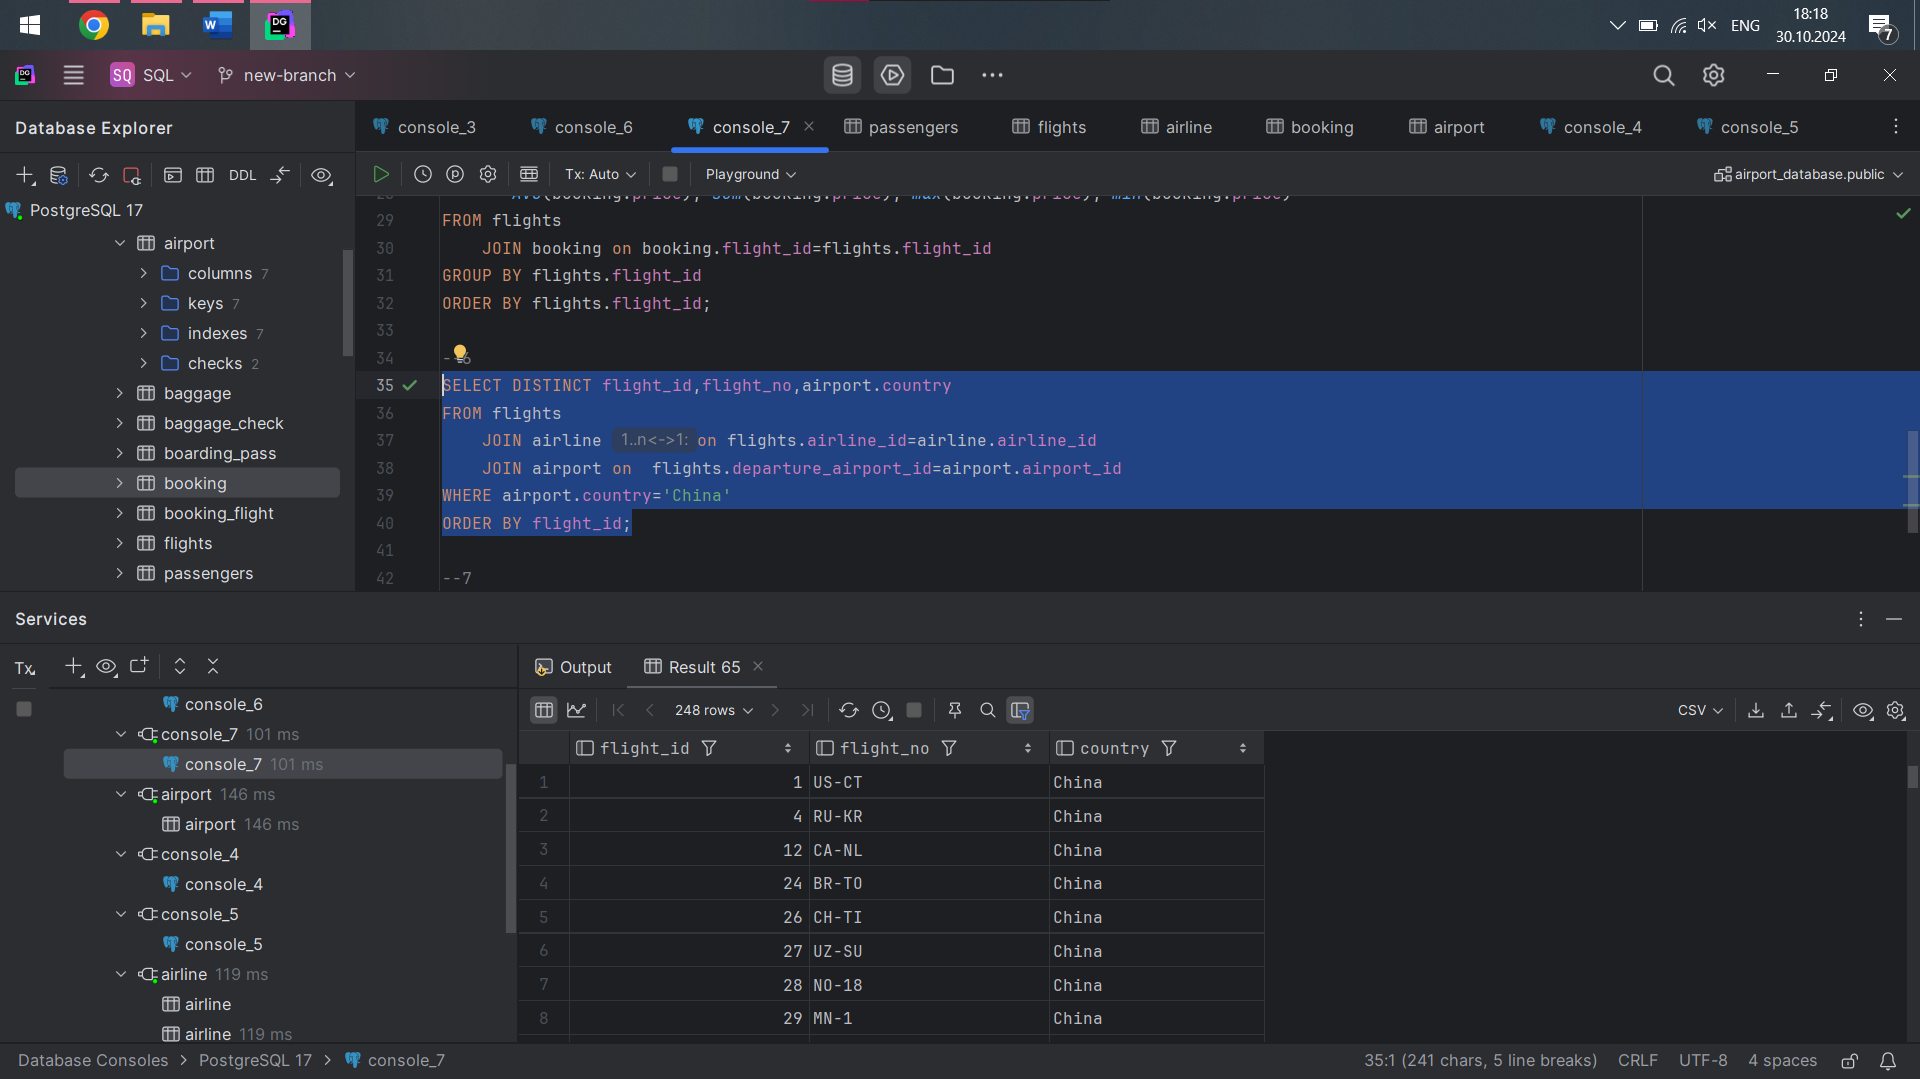 18:18
ENG
30.10.2024
7
SQ SQL
new-branch
Database Explorer
console_3
console_6
console_7
passengers
flights
airline
booking
airport
console_4
console_5
DDL
Tx: Auto
Playground
airport_database.public
PostgreSQL 17
airport
columns 7
keys 7
indexes 7
checks 2
baggage
baggage_check
boarding_pass
booking
booking_flight
flights
passengers
29 FROM flights
30 JOIN booking on booking.flight_id=flights.flight_id
31 GROUP BY flights.flight_id
32 ORDER BY flights.flight_id;
33
34 --6
35 SELECT DISTINCT flight_id,flight_no,airport.country
36 FROM flights
37 JOIN airline 1..n<->1: on flights.airline_id=airline.airline_id
38 JOIN airport on flights.departure_airport_id=airport.airport_id
39 WHERE airport.country='China'
40 ORDER BY flight_id;
41
42 --7
Services
Tx
console_6
console_7 101 ms
console_7 101 ms
airport 146 ms
airport 146 ms
console_4
console_4
console_5
console_5
airline 119 ms
airline
airline 119 ms
Output
Result 65
248 rows
CSV
flight_id flight_no country
1 1 US-CT China
2 4 RU-KR China
3 12 CA-NL China
4 24 BR-TO China
5 26 CH-TI China
6 27 UZ-SU China
7 28 NO-18 China
8 29 MN-1 China
Database Consoles > PostgreSQL 17 > console_7
35:1 (241 chars, 5 line breaks) CRLF UTF-8 4 spaces